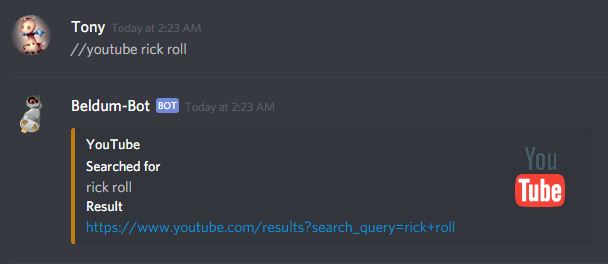 Tony Today at 2:23 AM
//youtube rick roll
Beldum-Bot BOT Today at 2:23 AM
YouTube
Searched for
rick roll
Result
https://www.youtube.com/results?search_query=rick+roll
You
Tube